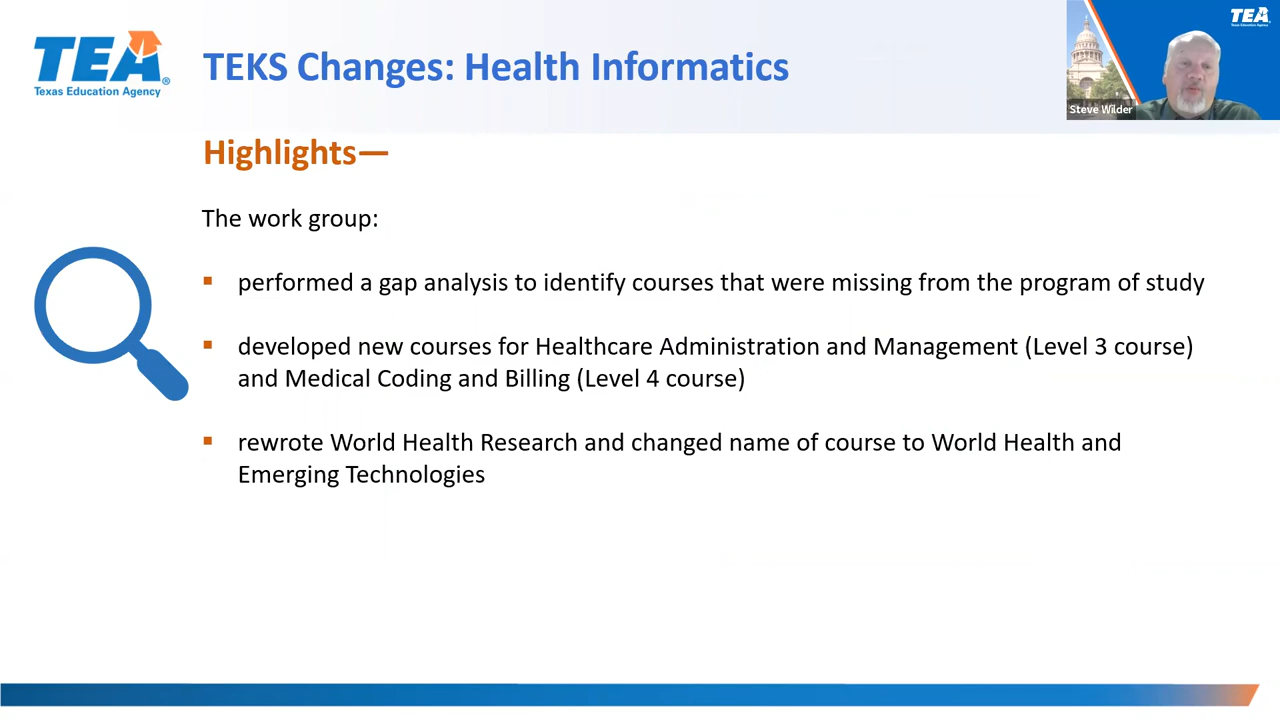 TEA
Texas Education Agency
TEKS Changes: Health Informatics
TEA
Texas Education Agency
Steve Wilder
Highlights—
The work group:
▪ performed a gap analysis to identify courses that were missing from the program of study
▪ developed new courses for Healthcare Administration and Management (Level 3 course)
and Medical Coding and Billing (Level 4 course)
▪ rewrote World Health Research and changed name of course to World Health and
Emerging Technologies